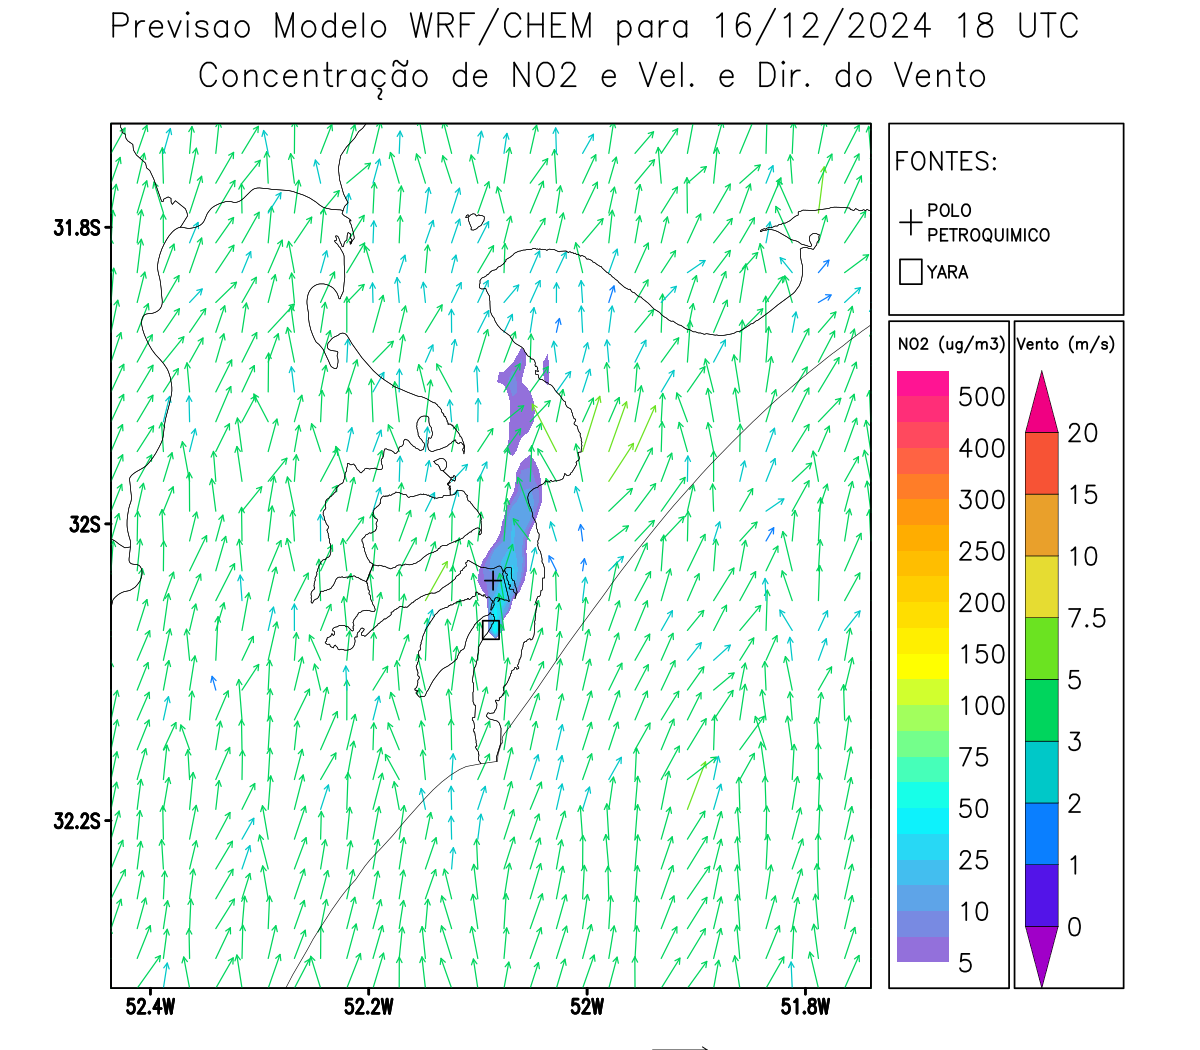 Previsao Modelo WRF/CHEM para 16/12/2024 18 UTC
Concentração de NO2 e Vel. e Dir. do Vento
FONTES:
POLO
PETROQUIMICO
YARA
NO2 (ug/m3)
500
400
300
250
200
150
100
75
50
25
10
5
Vento (m/s)
20
15
10
7.5
5
3
2
1
0
31.8S
32S
32.2S
52.4W
52.2W
52W
51.8W